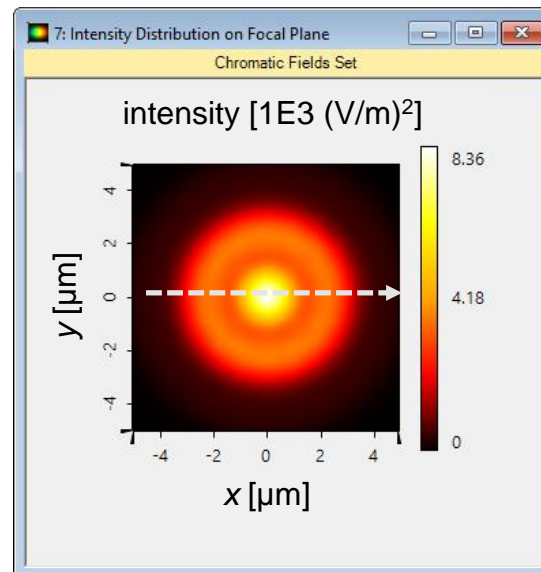 7: Intensity Distribution on Focal Plane
Chromatic Fields Set
intensity [1E3 (V/m)²]
8.36
4.18
0
y [µm]
4
2
0
-2
-4
-4 -2 0 2 4
x [µm]